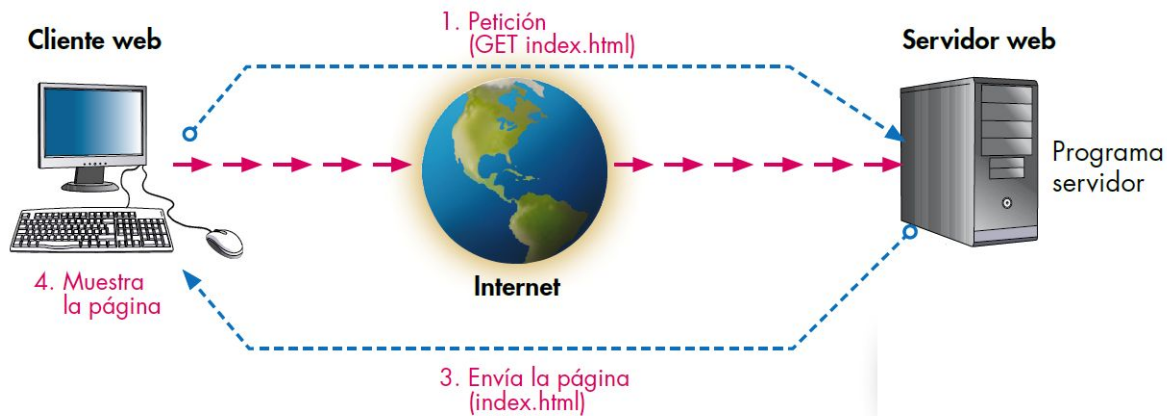 Cliente web
1. Petición
(GET index.html)
Servidor web
Programa
servidor
Internet
4. Muestra
la página
3. Envía la página
(index.html)